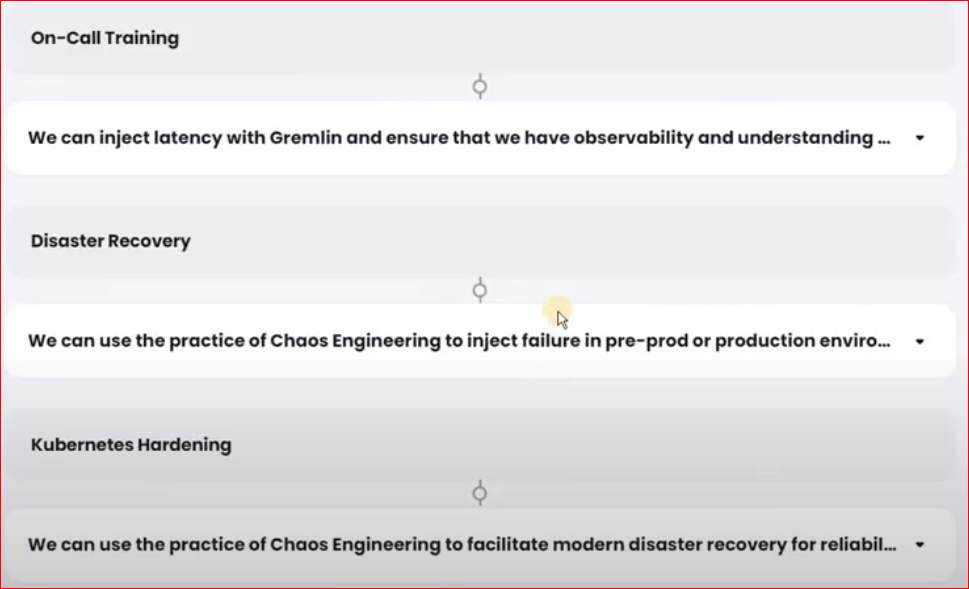 On-Call Training
We can inject latency with Gremlin and ensure that we have observability and understanding ...
Disaster Recovery
We can use the practice of Chaos Engineering to inject failure in pre-prod or production enviro...
Kubernetes Hardening
We can use the practice of Chaos Engineering to facilitate modern disaster recovery for reliabil...